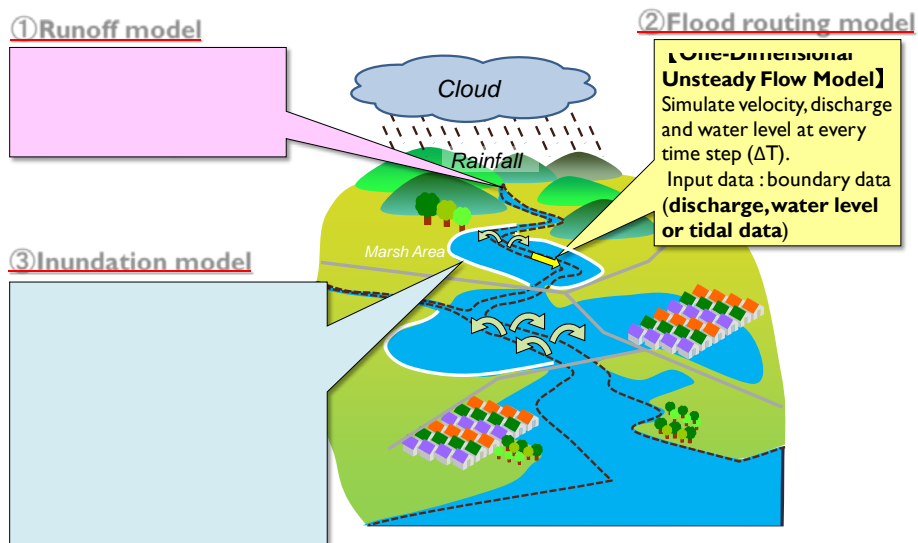 ①Runoff model
②Flood routing model
【One-Dimensional
Unsteady Flow Model】
Simulate velocity, discharge
and water level at every
time step (ΔT).
Input data : boundary data
(discharge, water level
or tidal data)
Cloud
Rainfall
Marsh Area
③Inundation model